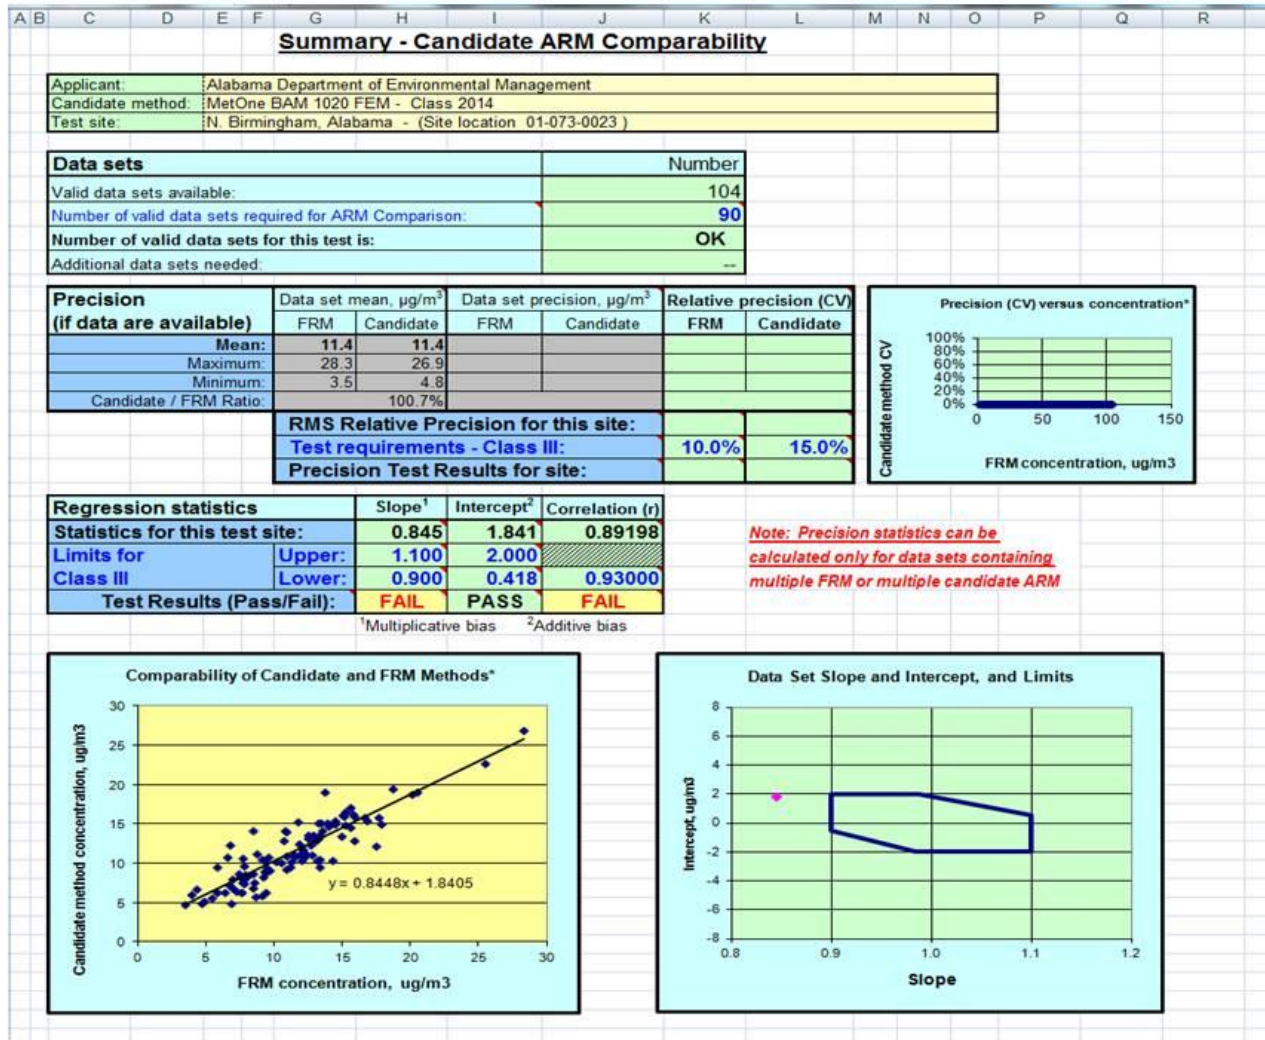 A B C D E F G H I J K L M N O P Q R
Summary - Candidate ARM Comparability
Applicant: Alabama Department of Environmental Management
Candidate method: MetOne BAM 1020 FEM - Class 2014
Test site: N. Birmingham, Alabama - (Site location 01-073-0023 )
Data sets Number
Valid data sets available: 104
Number of valid data sets required for ARM Comparison: 90
Number of valid data sets for this test is: OK
Additional data sets needed: --
Precision Data set mean, µg/m³ Data set precision, µg/m³ Relative precision (CV)
(if data are available) FRM Candidate FRM Candidate FRM Candidate
Mean: 11.4 11.4
Maximum: 28.3 26.9
Minimum: 3.5 4.8
Candidate / FRM Ratio: 100.7%
RMS Relative Precision for this site:
Test requirements - Class III: 10.0% 15.0%
Precision Test Results for site:
Precision (CV) versus concentration*
Candidate method CV
100%
80%
60%
40%
20%
0%
0 50 100 150
FRM concentration, ug/m3
Regression statistics Slope¹ Intercept² Correlation (r)
Statistics for this test site: 0.845 1.841 0.89198
Limits for Upper: 1.100 2.000
Class III Lower: 0.900 0.418 0.93000
Test Results (Pass/Fail): FAIL PASS FAIL
¹Multiplicative bias ²Additive bias
Note: Precision statistics can be
calculated only for data sets containing
multiple FRM or multiple candidate ARM
Comparability of Candidate and FRM Methods*
Candidate method concentration, ug/m3
30
25
20
15
10
5
0
y = 0.8448x + 1.8405
0 5 10 15 20 25 30
FRM concentration, ug/m3
Data Set Slope and Intercept, and Limits
Intercept, ug/m3
8
6
4
2
0
-2
-4
-6
-8
0.8 0.9 1.0 1.1 1.2
Slope